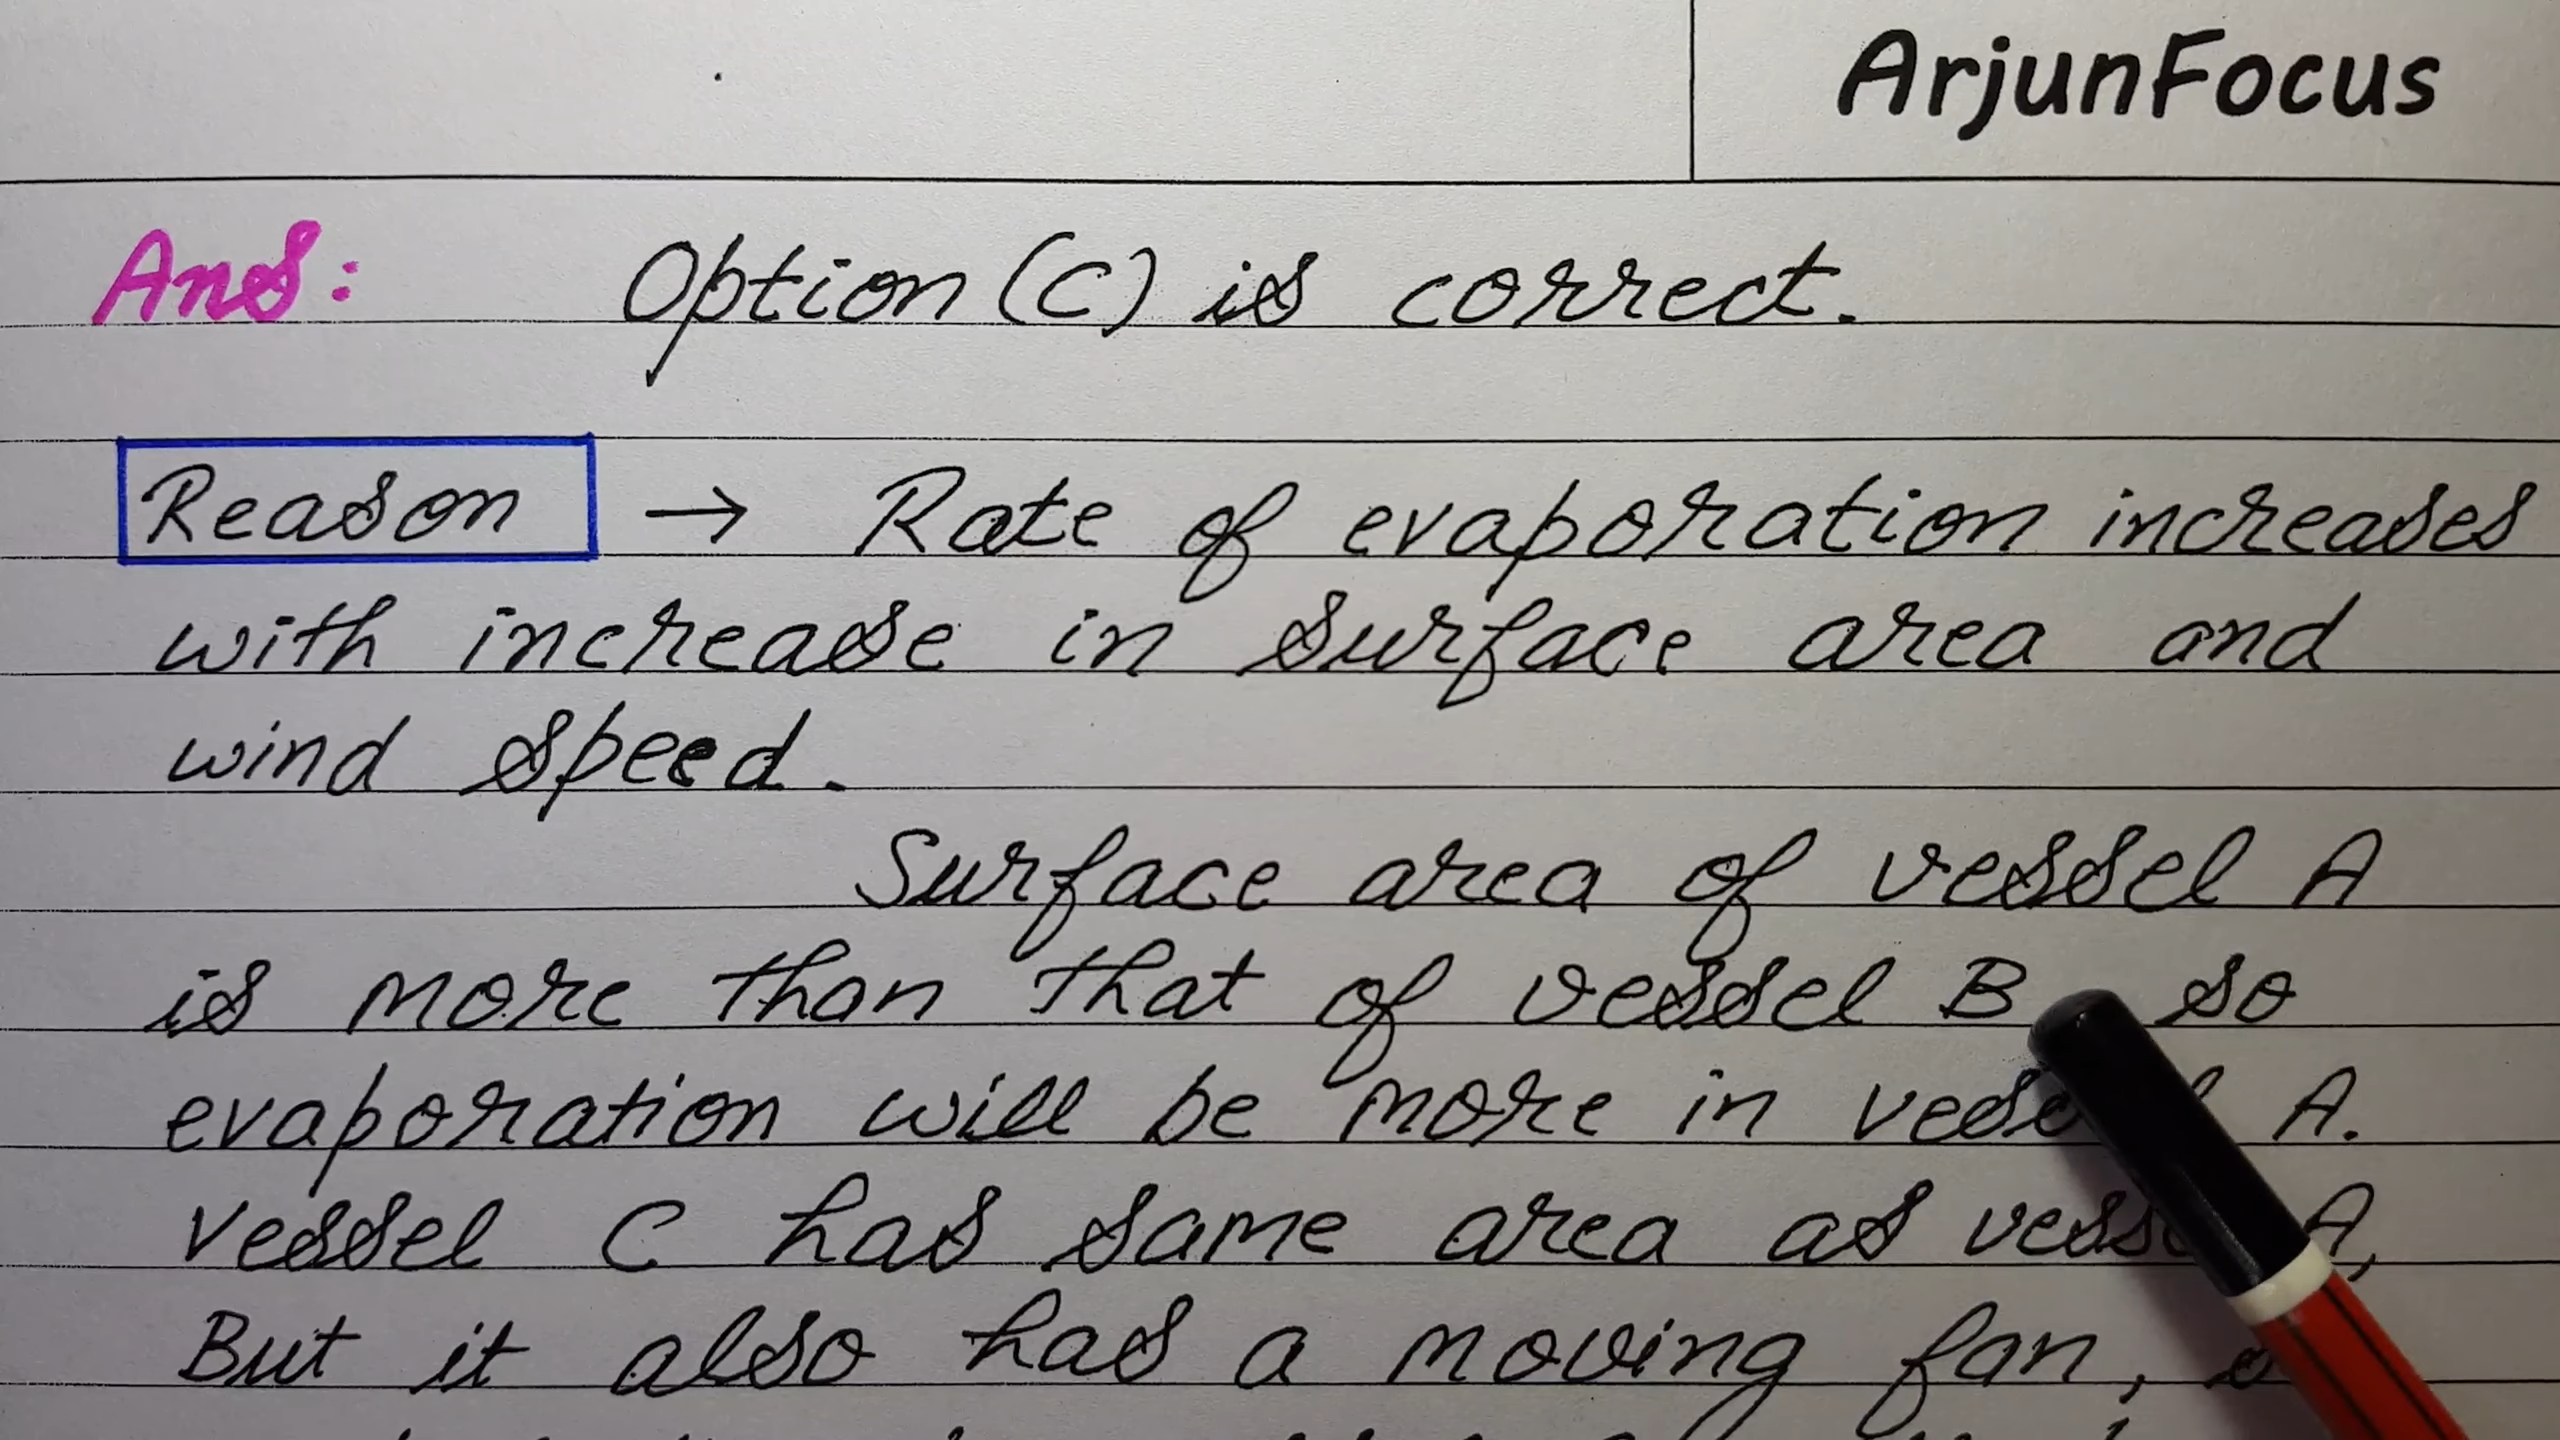 ArjunFocus
Ans: Option (C) is correct.
Reason → Rate of evaporation increases
with increase in surface area and
wind speed.
Surface area of vessel A
is more than that of vessel B so
evaporation will be more in A.
Vessel C has same area as A,
But it also has a moving fan,